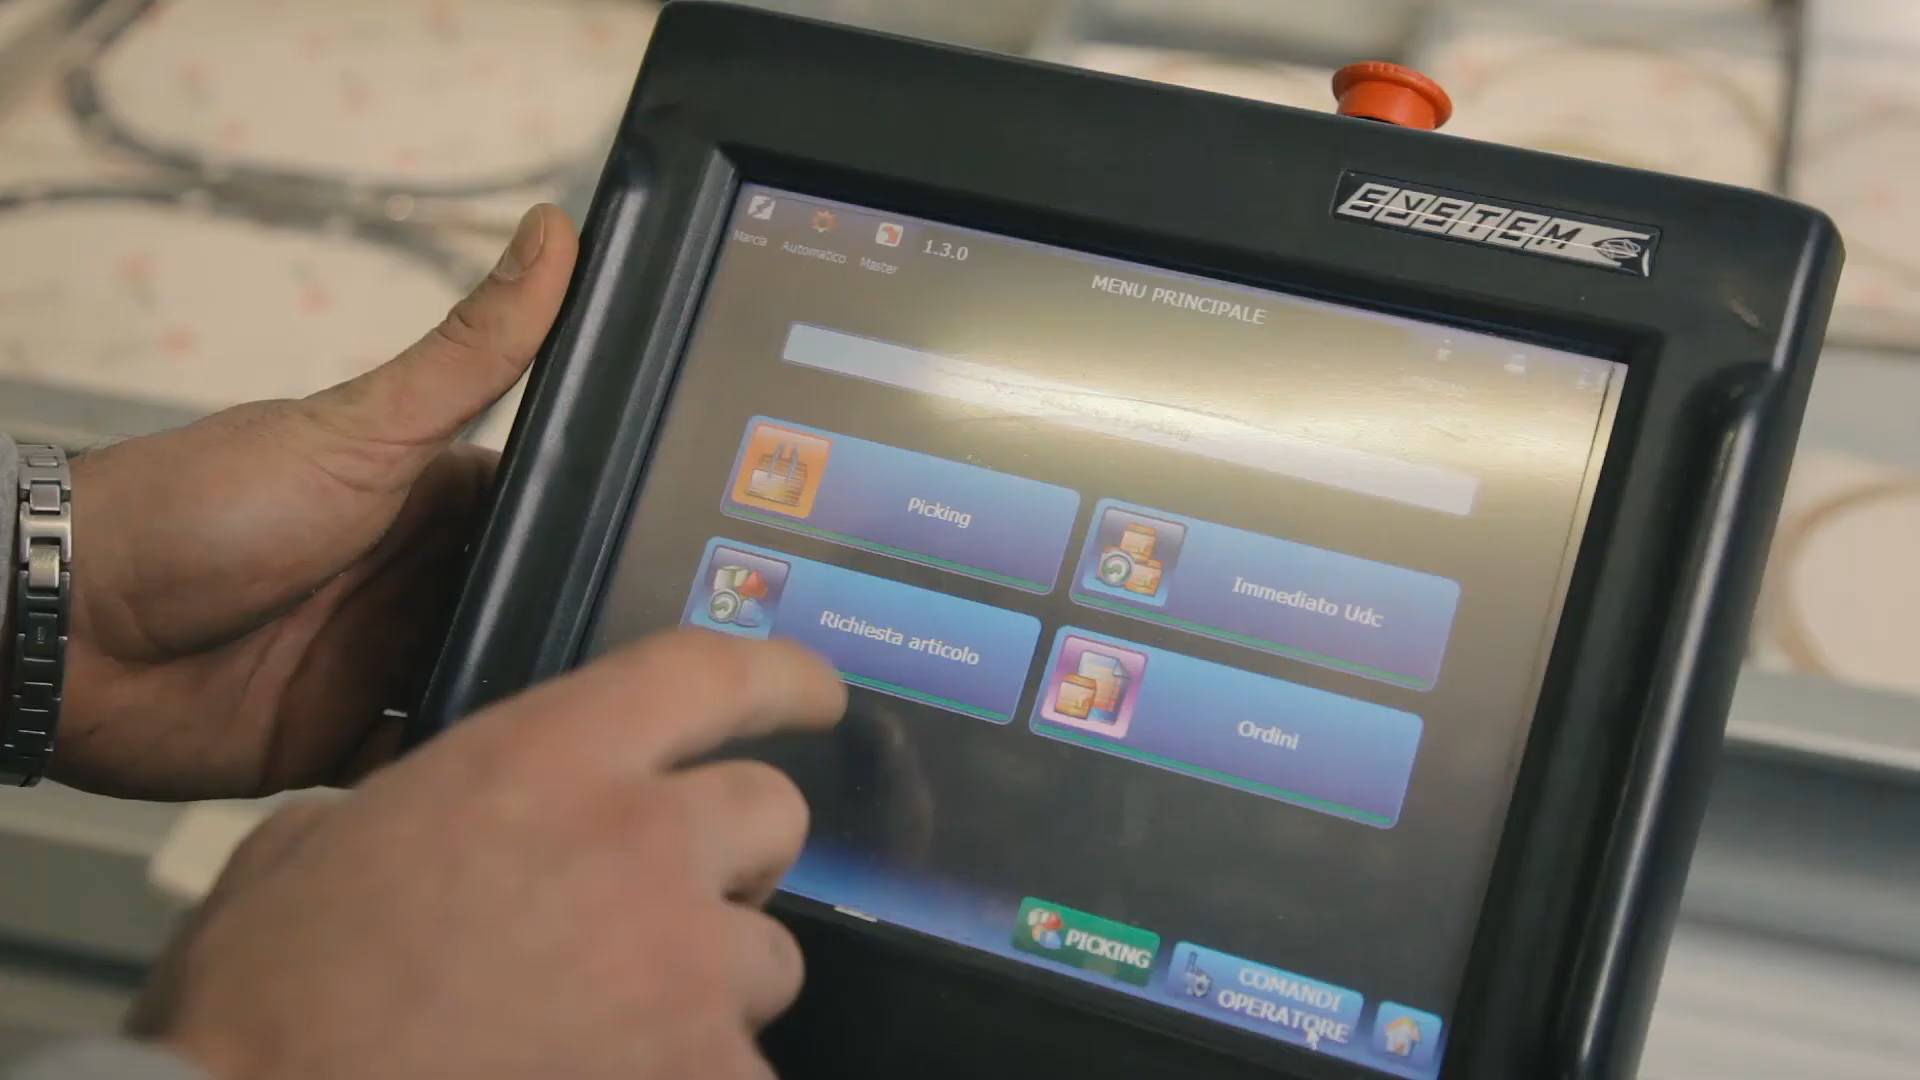 SYSTEM
Marcia
Automatico
Master
1.3.0
MENU PRINCIPALE
Picking
Immediato Udc
Richiesta articolo
Ordini
PICKING
COMANDI
OPERATORE